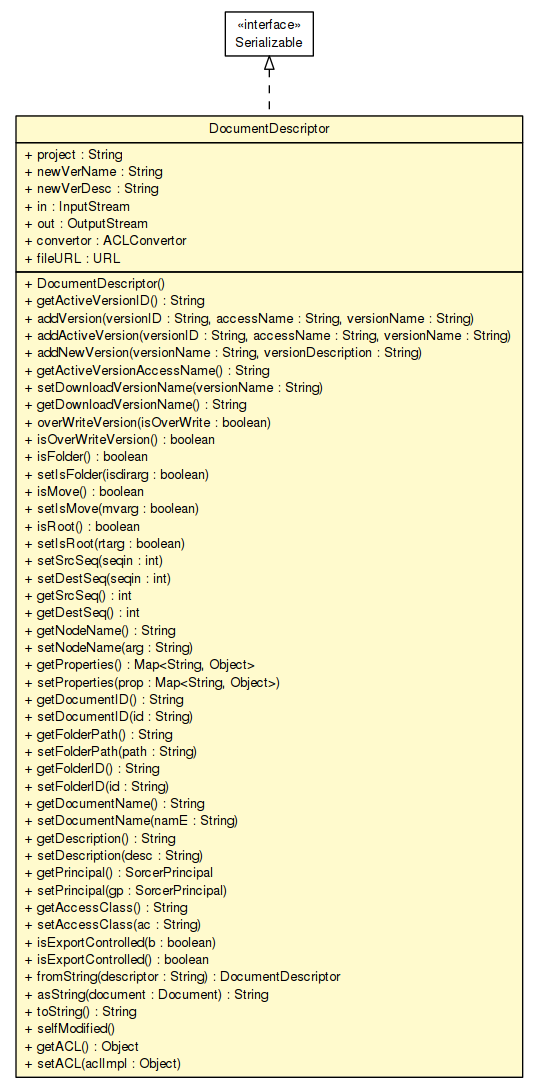 «interface»
Serializable
DocumentDescriptor
+ project : String
+ newVerName : String
+ newVerDesc : String
+ in : InputStream
+ out : OutputStream
+ convertor : ACLConvertor
+ fileURL : URL
+ DocumentDescriptor()
+ getActiveVersionID() : String
+ addVersion(versionID : String, accessName : String, versionName : String)
+ addActiveVersion(versionID : String, accessName : String, versionName : String)
+ addNewVersion(versionName : String, versionDescription : String)
+ getActiveVersionAccessName() : String
+ setDownloadVersionName(versionName : String)
+ getDownloadVersionName() : String
+ overWriteVersion(isOverWrite : boolean)
+ isOverWriteVersion() : boolean
+ isFolder() : boolean
+ setIsFolder(isdirarg : boolean)
+ isMove() : boolean
+ setIsMove(mvarg : boolean)
+ isRoot() : boolean
+ setIsRoot(rtarg : boolean)
+ setSrcSeq(seqin : int)
+ setDestSeq(seqin : int)
+ getSrcSeq() : int
+ getDestSeq() : int
+ getNodeName() : String
+ setNodeName(arg : String)
+ getProperties() : Map<String, Object>
+ setProperties(prop : Map<String, Object>)
+ getDocumentID() : String
+ setDocumentID(id : String)
+ getFolderPath() : String
+ setFolderPath(path : String)
+ getFolderID() : String
+ setFolderID(id : String)
+ getDocumentName() : String
+ setDocumentName(namE : String)
+ getDescription() : String
+ setDescription(desc : String)
+ getPrincipal() : SorcerPrincipal
+ setPrincipal(gp : SorcerPrincipal)
+ getAccessClass() : String
+ setAccessClass(ac : String)
+ isExportControlled(b : boolean)
+ isExportControlled() : boolean
+ fromString(descriptor : String) : DocumentDescriptor
+ asString(document : Document) : String
+ toString() : String
+ selfModified()
+ getACL() : Object
+ setACL(aclImpl : Object)